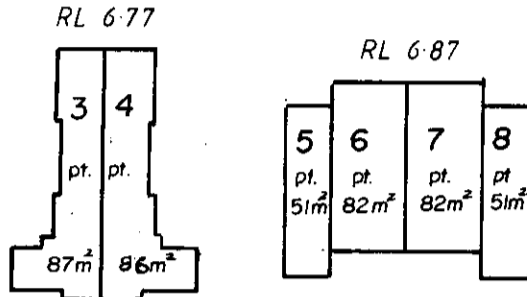 RL 6·77
3 4
pt. pt.
87m² 86m²
RL 6·87
5 6 7 8
pt. pt. pt. pt
51m² 82m² 82m² 51m²